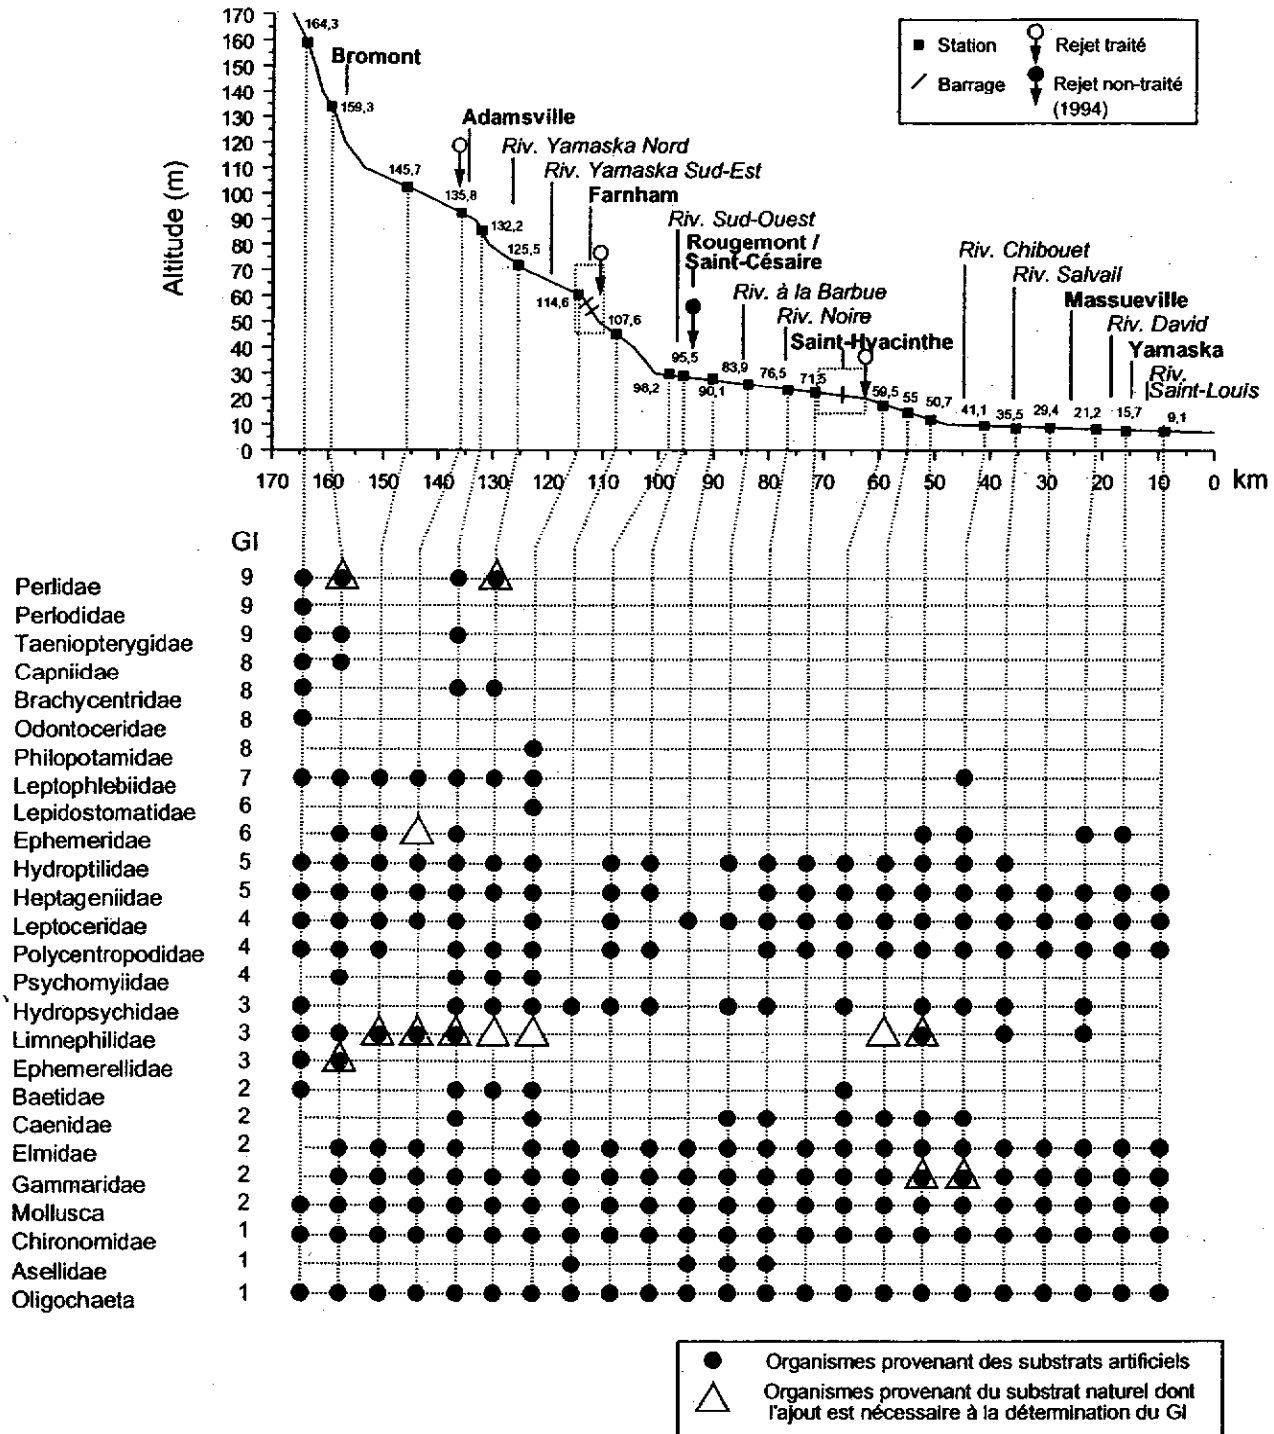 170
160
150
140
130
120
110
100
90
80
70
60
50
40
30
20
10
0
Altitude (m)
164,3
Bromont
159,3
145,7
Adamsville
135,8
132,2
Riv. Yamaska Nord
125,5
Riv. Yamaska Sud-Est
Farnham
114,6
107,6
Riv. Sud-Ouest
Rougemont /
Saint-Césaire
98,2
95,5
90,1
Riv. à la Barbue
83,9
Riv. Noire
76,5
Saint-Hyacinthe
71,5
59,5
55
50,7
Riv. Chibouet
41,1
Riv. Salvail
35,5
Massueville
29,4
Riv. David
21,2
Yamaska
15,7
Riv.
Saint-Louis
9,1
Station
Rejet traité
Barrage
Rejet non-traité
(1994)
170 160 150 140 130 120 110 100 90 80 70 60 50 40 30 20 10 0 km
GI
Perlidae 9
Perlodidae 9
Taeniopterygidae 9
Capniidae 8
Brachycentridae 8
Odontoceridae 8
Philopotamidae 8
Leptophlebiidae 7
Lepidostomatidae 6
Ephemeridae 6
Hydroptilidae 5
Heptageniidae 5
Leptoceridae 4
Polycentropodidae 4
Psychomyiidae 4
Hydropsychidae 3
Limnephilidae 3
Ephemerellidae 3
Baetidae 2
Caenidae 2
Elmidae 2
Gammaridae 2
Mollusca 2
Chironomidae 1
Asellidae 1
Oligochaeta 1
Organismes provenant des substrats artificiels
Organismes provenant du substrat naturel dont
l'ajout est nécessaire à la détermination du GI